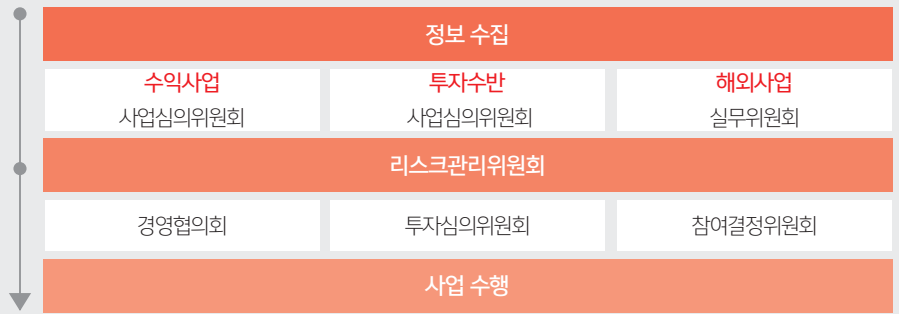 정보 수집
수익사업 투자수반 해외사업
사업심의위원회 사업심의위원회 실무위원회
리스크관리위원회
경영협의회 투자심의위원회 참여결정위원회
사업 수행